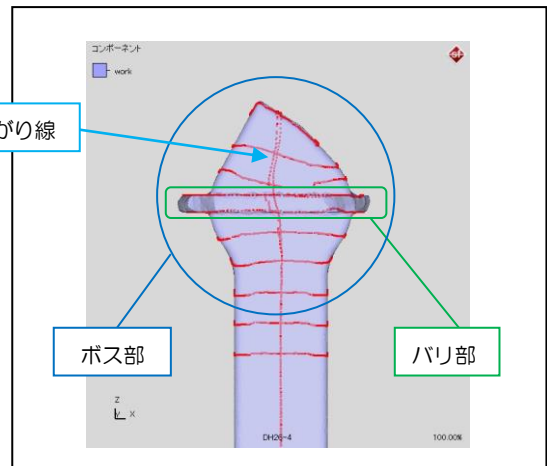 コンポーネント
work
がり線
ボス部
バリ部
Z
Y X
DH26-4
100.00%